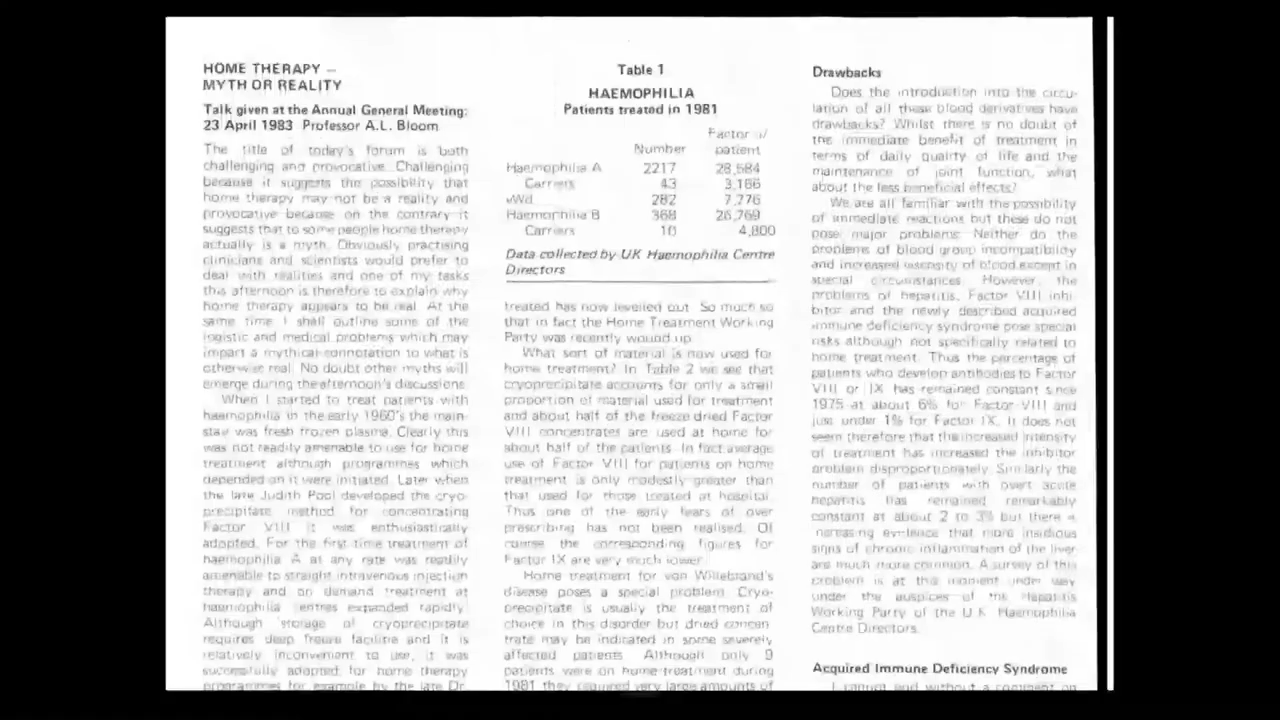 HOME THERAPY –
MYTH OR REALITY
Talk given at the Annual General Meeting:
23 April 1983 Professor A.L. Bloom
The title of today's forum is both
challenging and provocative. Challenging
because it suggests the possibility that
home therapy may not be a reality and
provocative because on the contrary it
suggests that to some people home therapy
actually is a myth. Obviously practising
clinicians and scientists would prefer to
deal with realities and one of my tasks
this afternoon is therefore to explain why
home therapy appears to be real. At the
same time I shall outline some of the
logistic and medical problems which may
impart a mythical connotation to what is
otherwise real. No doubt other myths will
emerge during the afternoon's discussions.
When I started to treat patients with
haemophilia in the early 1960's the main-
stay was fresh frozen plasma. Clearly this
was not readily amenable to use for home
treatment although programmes which
depended on it were initiated. Later when
the late Judith Pool developed the cryo-
precipitate method for concentrating
Factor VIII it was enthusiastically
adopted. For the first time treatment of
haemophilia A at any rate was readily
amenable to straight intravenous injection
therapy and on demand treatment at
haemophilia centres expanded rapidly.
Although storage of cryoprecipitate
requires deep freeze facilities and it is
relatively inconvenient to use, it was
successfully adopted for home therapy
programmes for example by the late Dr.
Table 1
HAEMOPHILIA
Patients treated in 1981
Factor u/
Number patient
Haemophilia A 2217 28,584
Carriers 43 3,186
vWd 282 7,776
Haemophilia B 368 26,769
Carriers 10 4,800
Data collected by UK Haemophilia Centre
Directors
treated has now levelled out. So much so
that in fact the Home Treatment Working
Party was recently wound up.
What sort of material is now used for
home treatment? In Table 2 we see that
cryoprecipitate accounts for only a small
proportion of material used for treatment
and about half of the freeze dried Factor
VIII concentrates are used at home for
about half of the patients. In fact average
use of Factor VIII for patients on home
treatment is only modestly greater than
that used for those treated at hospital.
Thus one of the early fears of over
prescribing has not been realised. Of
course the corresponding figures for
Factor IX are very much lower.
Home treatment for von Willebrand's
disease poses a special problem. Cryo-
precipitate is usually the treatment of
choice in this disorder but dried concen-
trate may be indicated in some severely
affected patients. Although only 9
patients were on home treatment during
1981 they required very large amounts of
Drawbacks
Does the introduction into the circu-
lation of all these blood derivatives have
drawbacks? Whilst there is no doubt of
the immediate benefit of treatment in
terms of daily quality of life and the
maintenance of joint function, what
about the less beneficial effects?
We are all familiar with the possibility
of immediate reactions but these do not
pose major problems. Neither do the
problems of blood group incompatibility
and increased viscosity of blood except in
special circumstances. However, the
problems of hepatitis, Factor VIII inhi-
bitor and the newly described acquired
immune deficiency syndrome pose special
risks although not specifically related to
home treatment. Thus the percentage of
patients who develop antibodies to Factor
VIII or IX has remained constant since
1975 at about 6% for Factor VIII and
just under 1% for Factor IX. It does not
seem therefore that the increased intensity
of treatment has increased the inhibitor
problem disproportionately. Similarly the
number of patients with overt acute
hepatitis has remained remarkably
constant at about 2 to 3% but there is
increasing evidence that more insidious
signs of chronic inflammation of the liver
are much more common. A survey of this
problem is at this moment under way
under the auspices of the Hepatitis
Working Party of the U.K. Haemophilia
Centre Directors.
Acquired Immune Deficiency Syndrome
I cannot end without a comment on